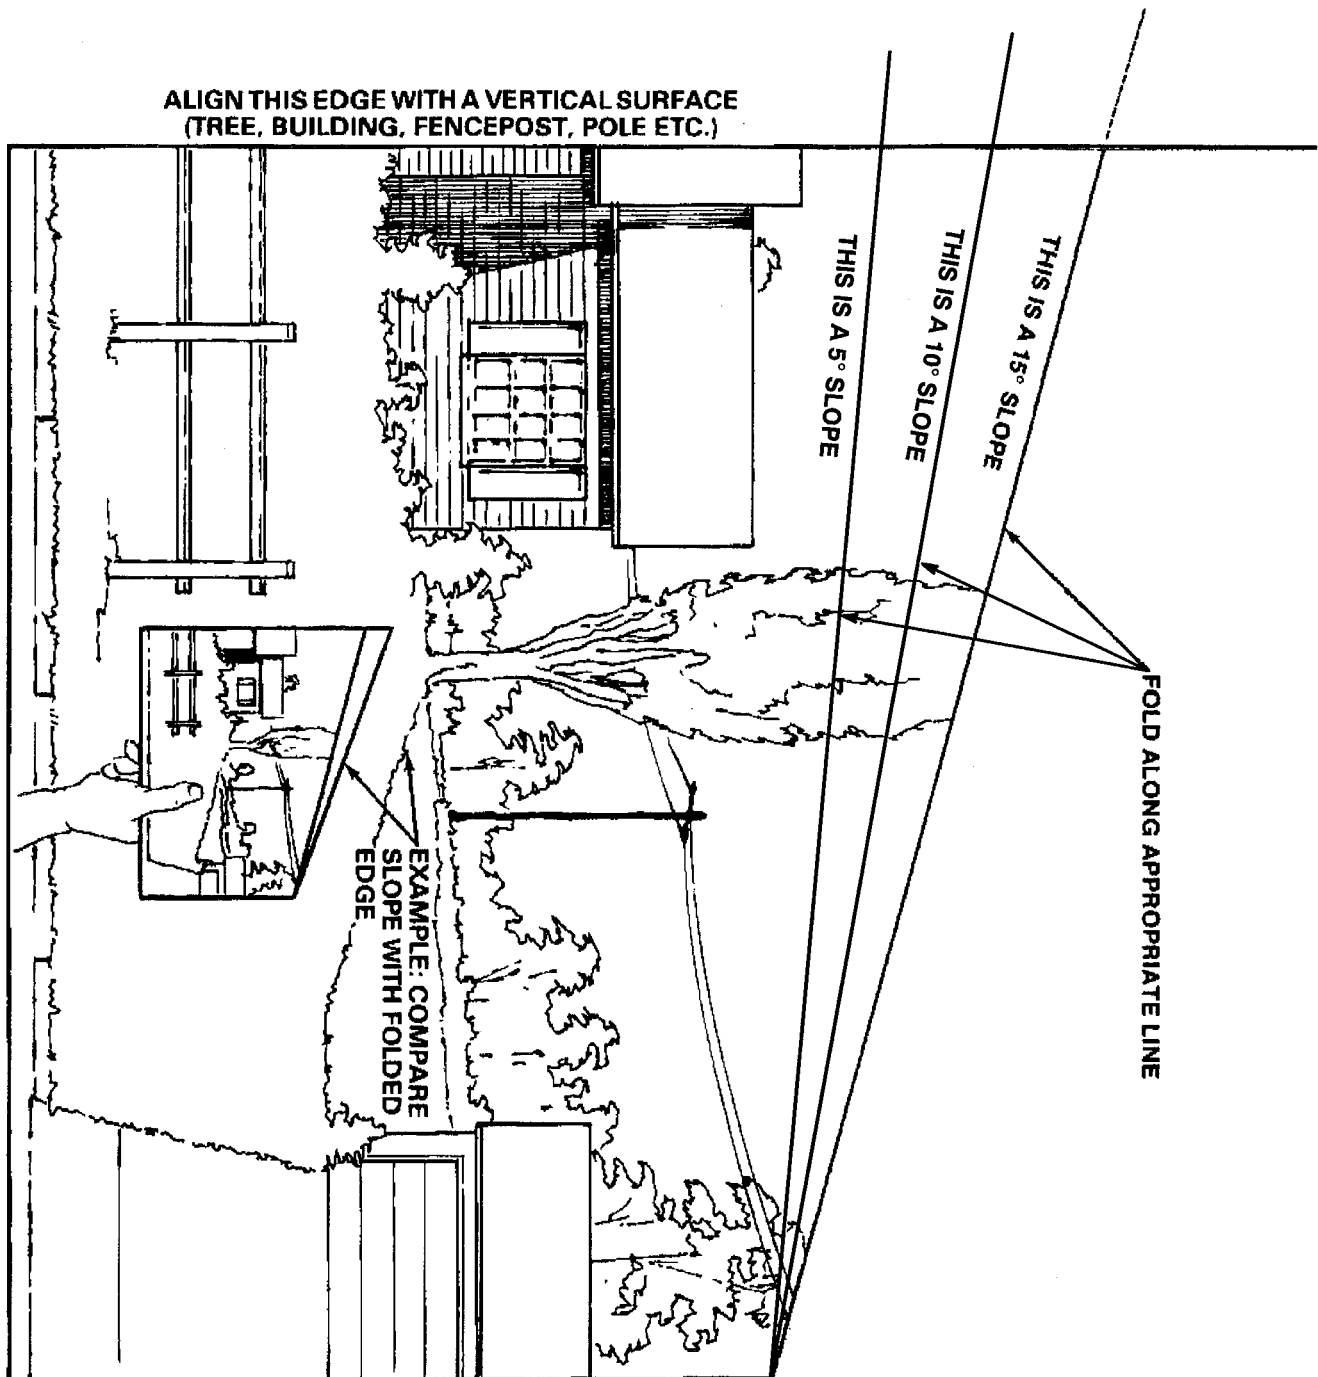 ALIGN THIS EDGE WITH A VERTICAL SURFACE
(TREE, BUILDING, FENCEPOST, POLE ETC.)
THIS IS A 5° SLOPE
THIS IS A 10° SLOPE
THIS IS A 15° SLOPE
FOLD ALONG APPROPRIATE LINE
EXAMPLE: COMPARE
SLOPE WITH FOLDED
EDGE